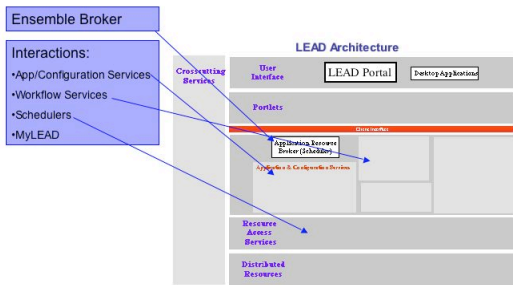 Ensemble Broker
Interactions:
•App/Configuration Services
•Workflow Services
•Schedulers
•MyLEAD
LEAD Architecture
Crosscutting
Services
User
Interface
LEAD Portal
Desktop Applications
Portlets
Application Resource
Broker (Scheduler)
Application & Configuration Services
Resource
Access
Services
Distributed
Resources